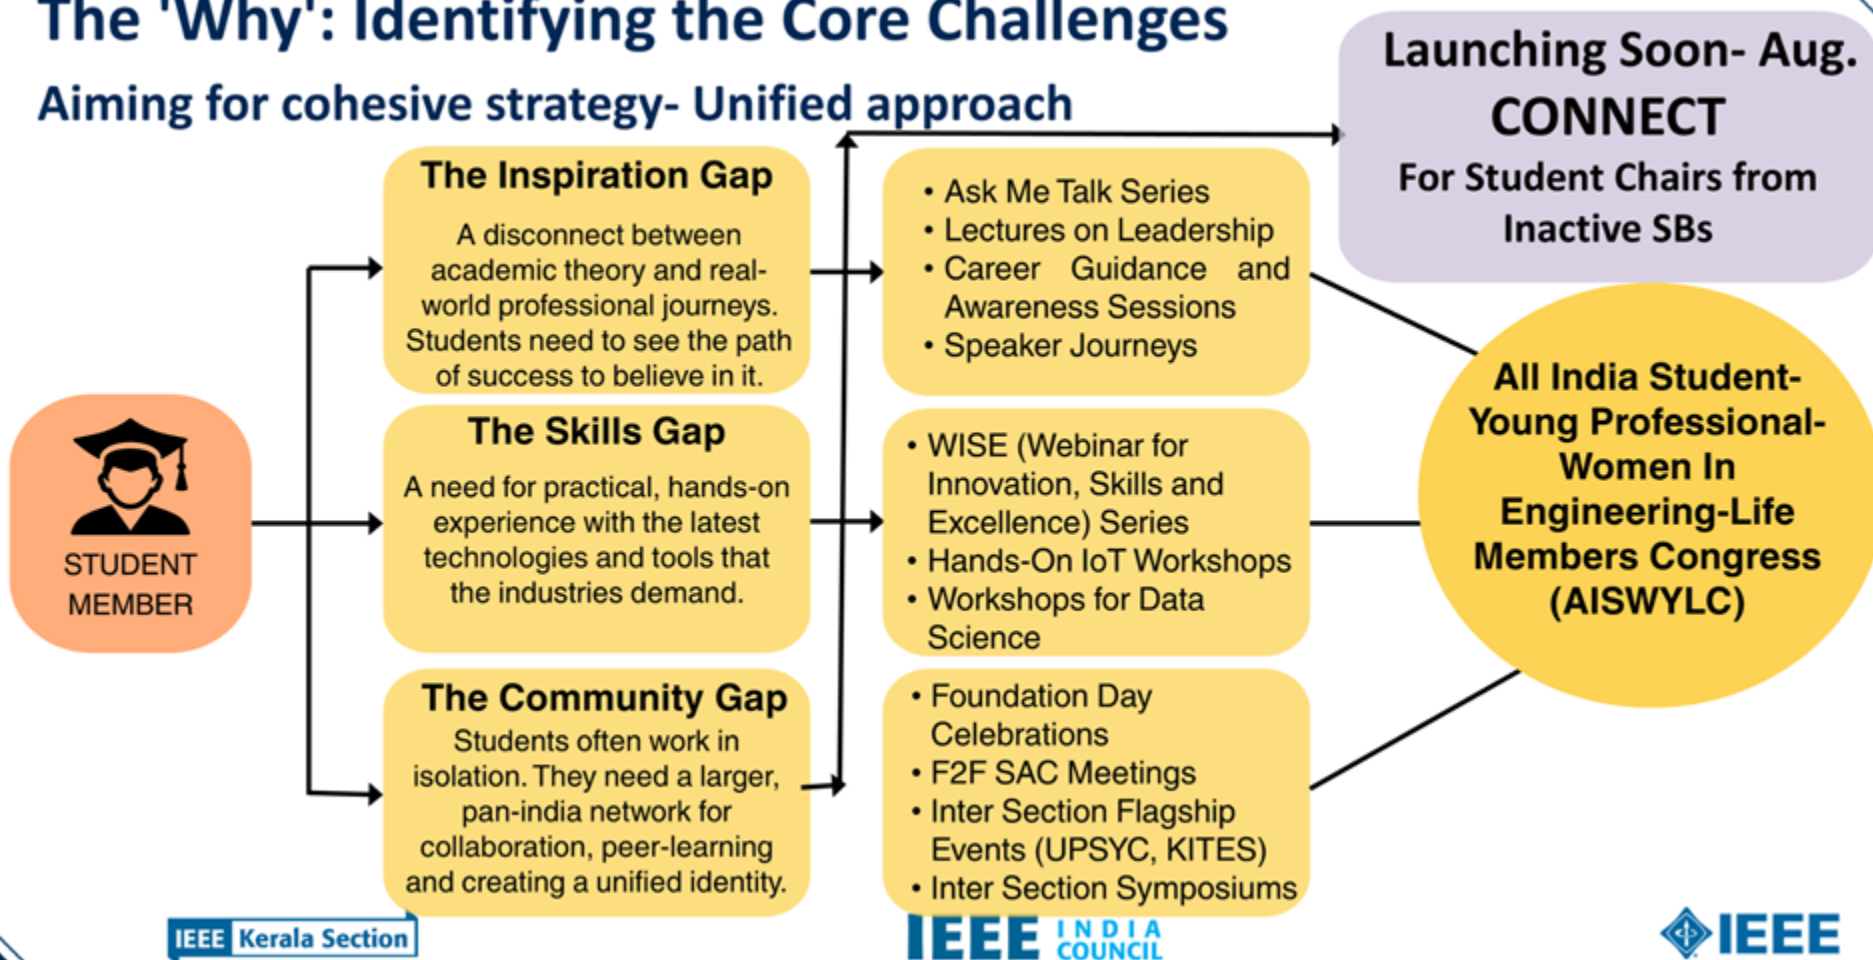 The 'Why': Identifying the Core Challenges
Aiming for cohesive strategy- Unified approach
Launching Soon- Aug.
CONNECT
For Student Chairs from
Inactive SBs
STUDENT
MEMBER
The Inspiration Gap
A disconnect between
academic theory and real-
world professional journeys.
Students need to see the path
of success to believe in it.
• Ask Me Talk Series
• Lectures on Leadership
• Career Guidance and
Awareness Sessions
• Speaker Journeys
The Skills Gap
A need for practical, hands-on
experience with the latest
technologies and tools that
the industries demand.
• WISE (Webinar for
Innovation, Skills and
Excellence) Series
• Hands-On IoT Workshops
• Workshops for Data
Science
The Community Gap
Students often work in
isolation. They need a larger,
pan-india network for
collaboration, peer-learning
and creating a unified identity.
• Foundation Day
Celebrations
• F2F SAC Meetings
• Inter Section Flagship
Events (UPSYC, KITES)
• Inter Section Symposiums
All India Student-
Young Professional-
Women In
Engineering-Life
Members Congress
(AISWYLC)
IEEE Kerala Section
IEEE INDIA
COUNCIL
IEEE